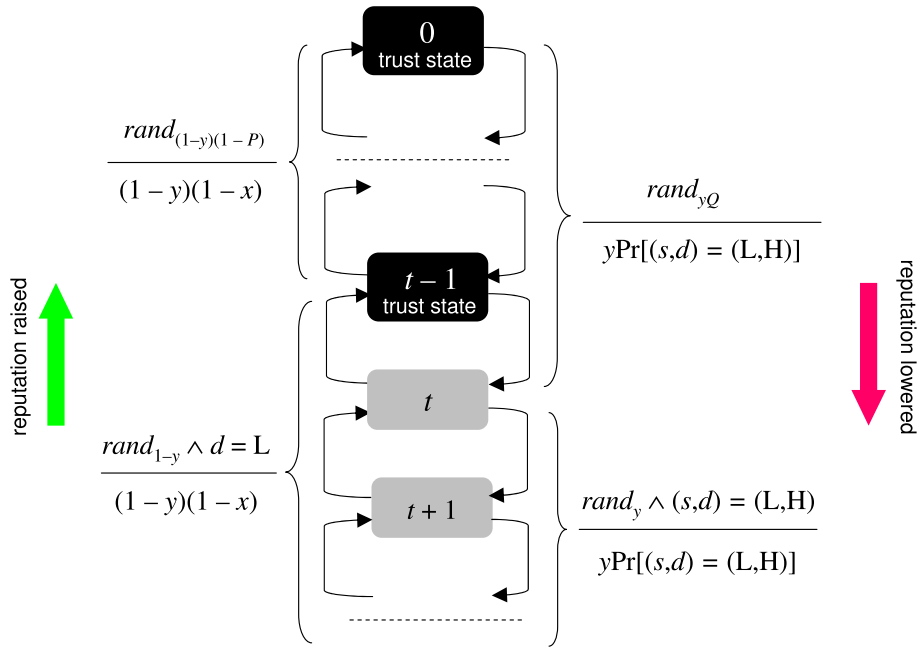 0
trust state
rand(1–y)(1 – P)
(1 – y)(1 – x)
randyQ
yPr[(s,d) = (L,H)]
t – 1
trust state
reputation raised
reputation lowered
t
rand1–y ∧ d = L
(1 – y)(1 – x)
t + 1
randy ∧ (s,d) = (L,H)
yPr[(s,d) = (L,H)]